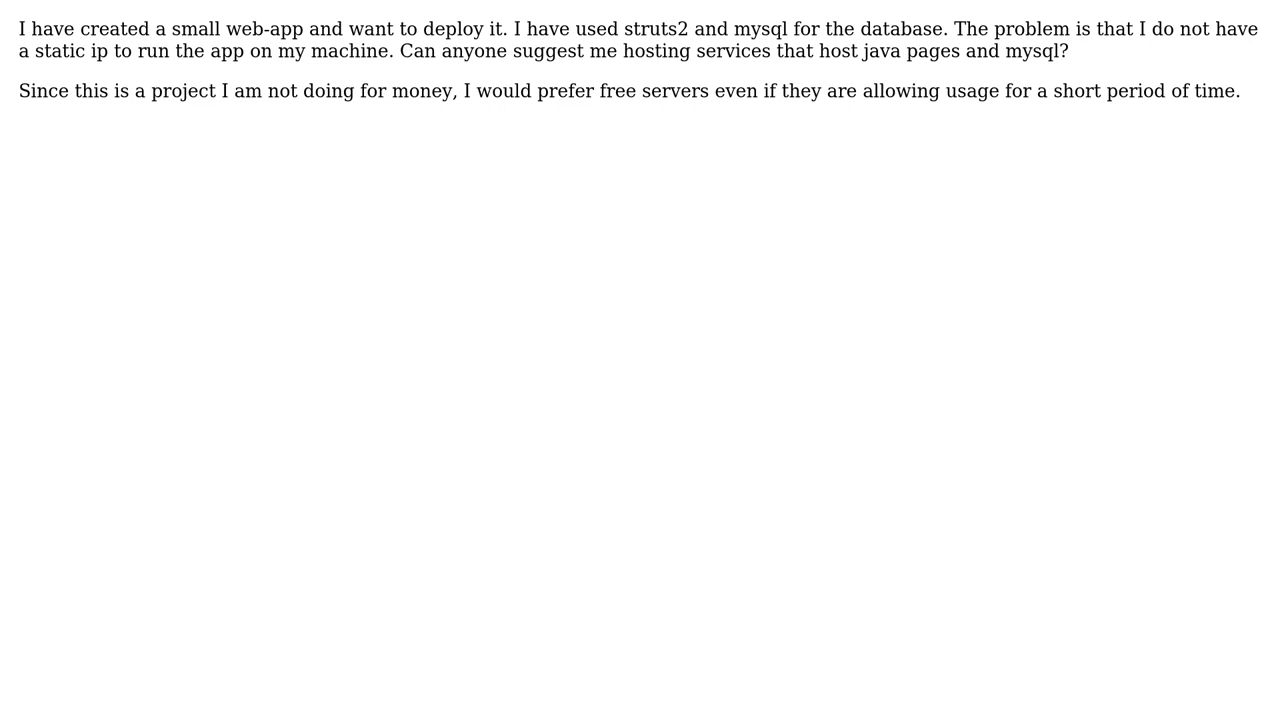 I have created a small web-app and want to deploy it. I have used struts2 and mysql for the database. The problem is that I do not have
a static ip to run the app on my machine. Can anyone suggest me hosting services that host java pages and mysql?
Since this is a project I am not doing for money, I would prefer free servers even if they are allowing usage for a short period of time.